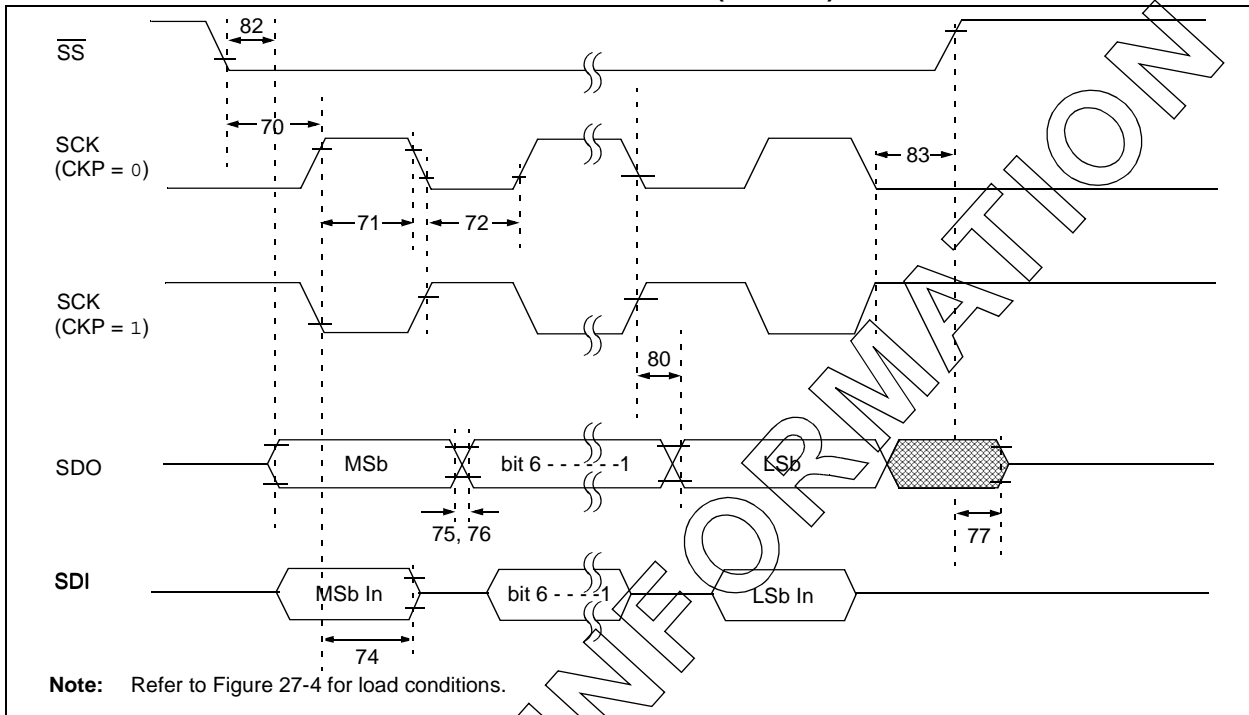 82
SS
70
SCK
(CKP = 0)
83
71
72
SCK
(CKP = 1)
80
SDO
MSb
bit 6 - - - - - -1
LSb
75, 76
77
SDI
MSb In
bit 6 - - - -1
LSb In
74
Note: Refer to Figure 27-4 for load conditions.
INFORMATION